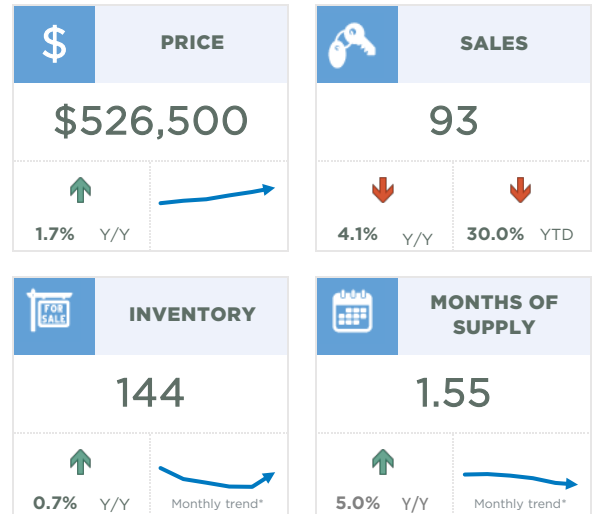 $
PRICE
$526,500
1.7% Y/Y
SALES
93
4.1% Y/Y
30.0% YTD
FOR
SALE
INVENTORY
144
0.7% Y/Y
Monthly trend*
MONTHS OF
SUPPLY
1.55
5.0% Y/Y
Monthly trend*